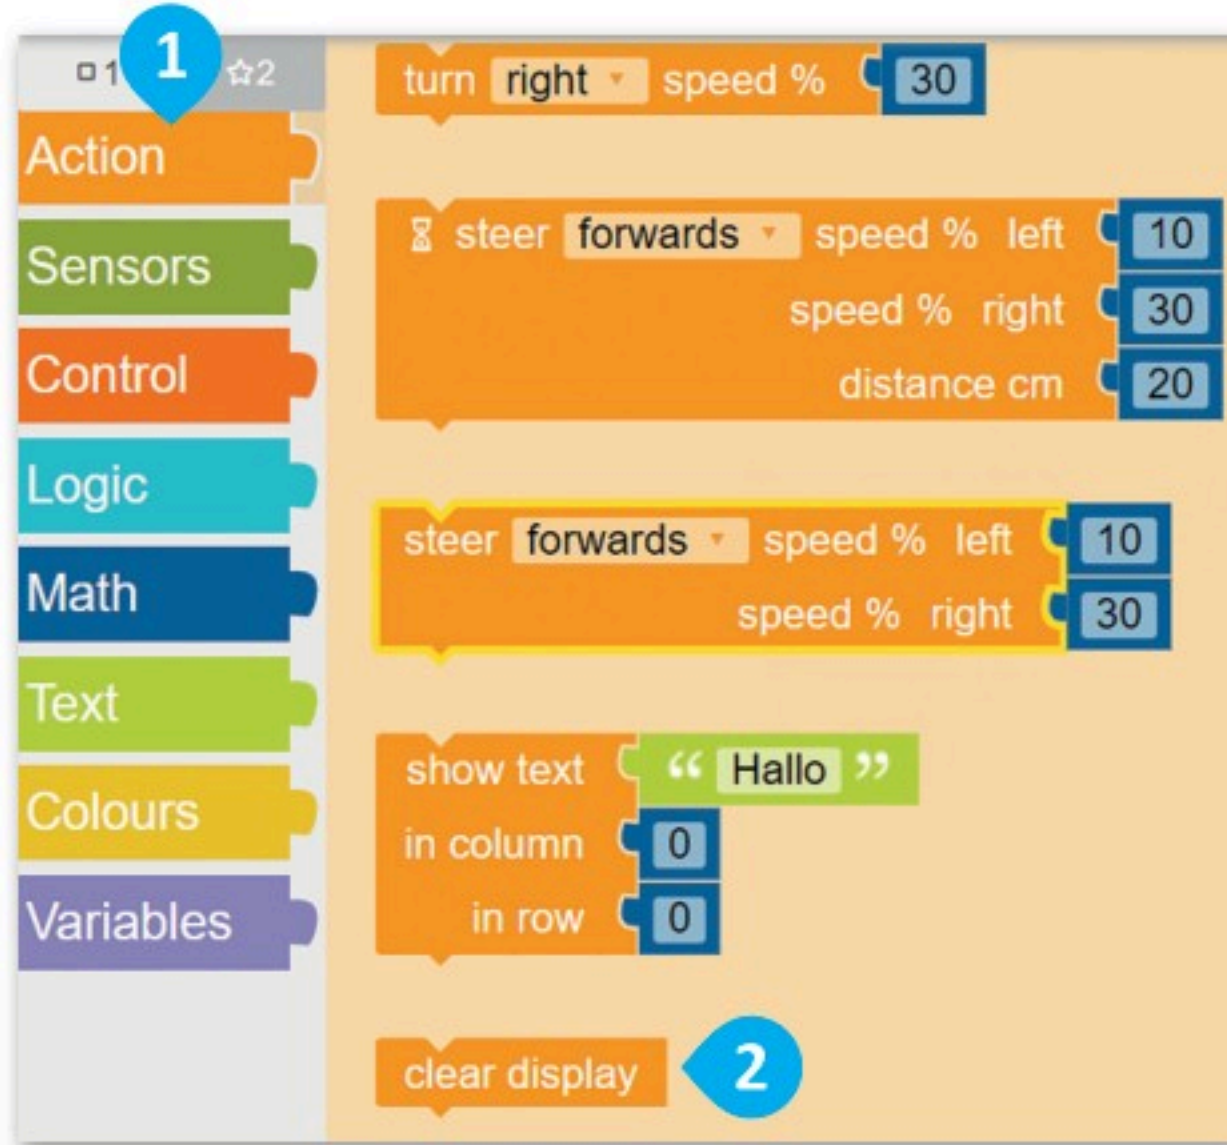 1
1 2
Action
Sensors
Control
Logic
Math
Text
Colours
Variables
turn right speed % 30
steer forwards speed % left 10
speed % right 30
distance cm 20
steer forwards speed % left 10
speed % right 30
show text “ Hallo ”
in column 0
in row 0
clear display 2